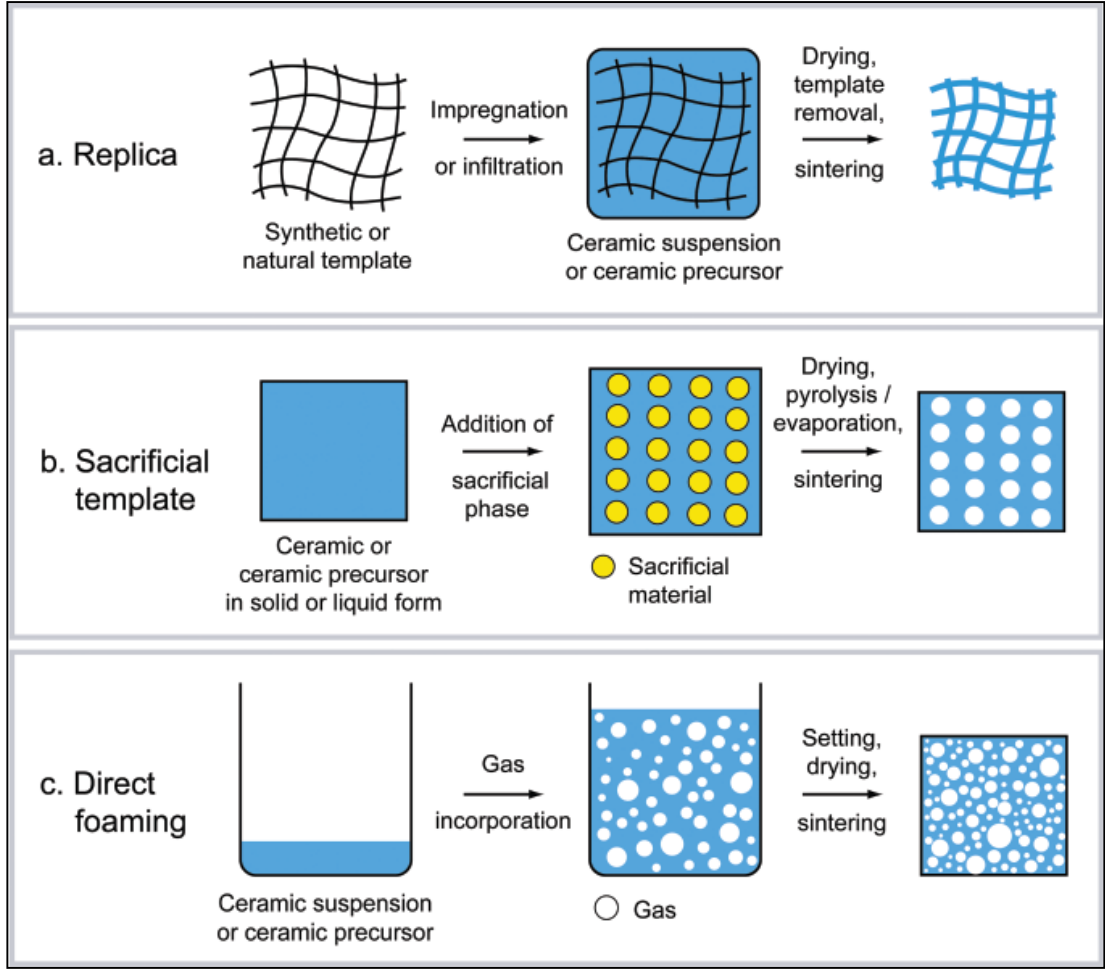 a. Replica
Synthetic or
natural template
Impregnation
or infiltration
Ceramic suspension
or ceramic precursor
Drying,
template
removal,
sintering
b. Sacrificial
template
Ceramic or
ceramic precursor
in solid or liquid form
Addition of
sacrificial
phase
Sacrificial
material
Drying,
pyrolysis /
evaporation,
sintering
c. Direct
foaming
Ceramic suspension
or ceramic precursor
Gas
incorporation
Gas
Setting,
drying,
sintering